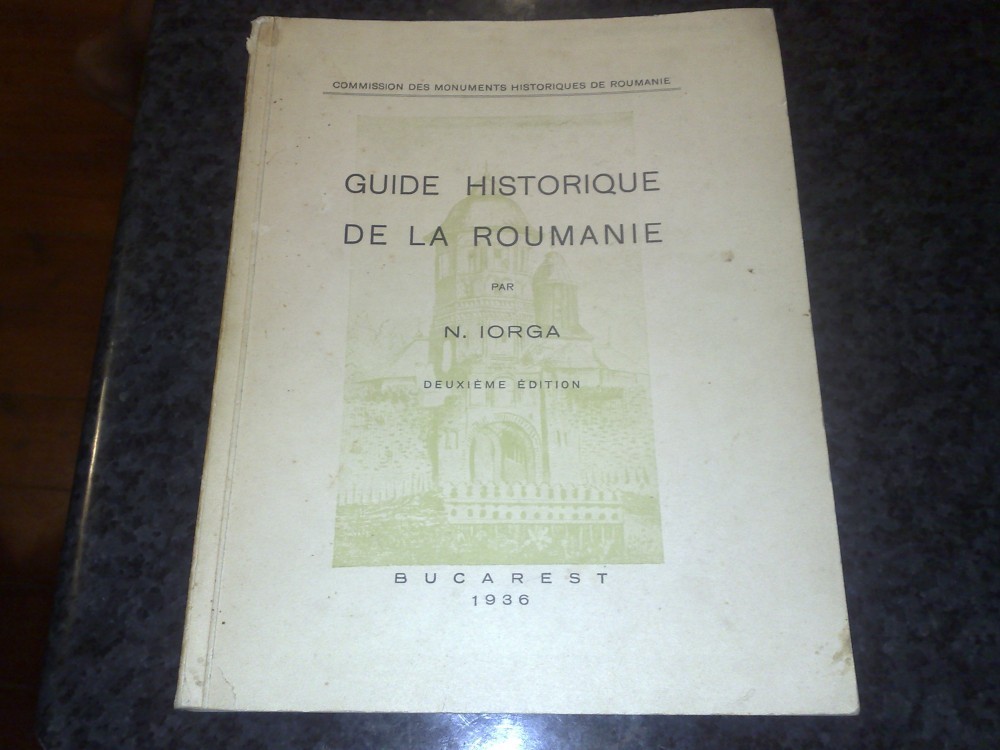 COMMISSION DES MONUMENTS HISTORIQUES DE ROUMANIE
GUIDE HISTORIQUE
DE LA ROUMANIE
PAR
N. IORGA
DEUXIÈME ÉDITION
BUCAREST
1936